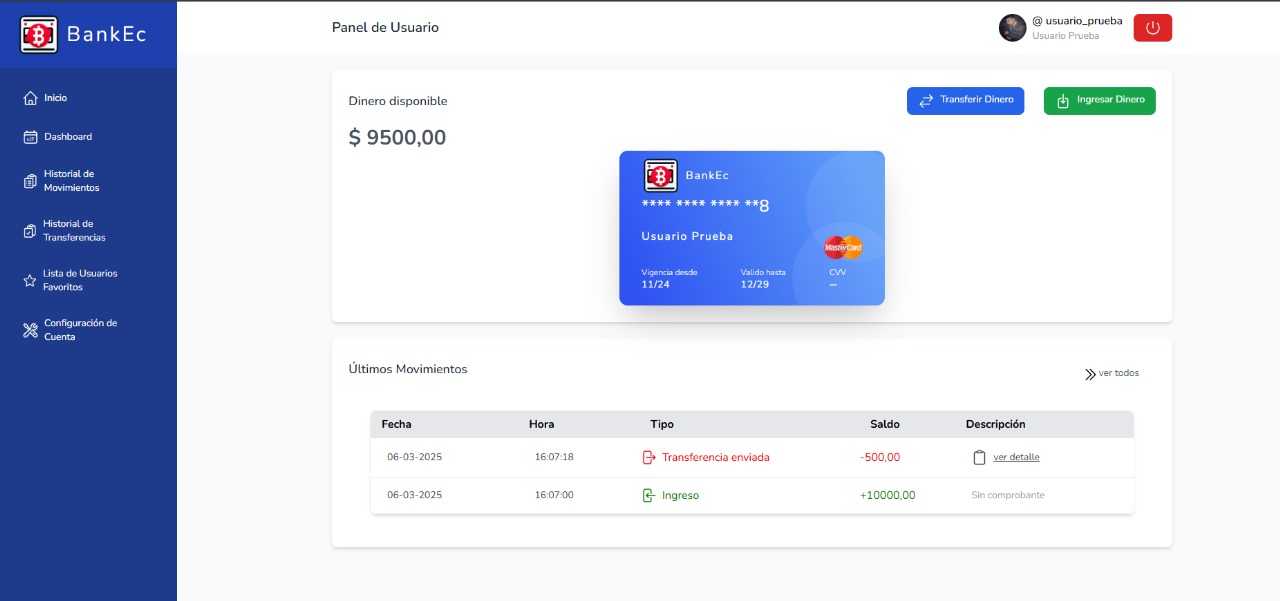 BankEc
Panel de Usuario
@ usuario_prueba
Usuario Prueba
Inicio
Dashboard
Historial de
Movimientos
Historial de
Transferencias
Lista de Usuarios
Favoritos
Configuración de
Cuenta
Dinero disponible
Transferir Dinero
Ingresar Dinero
$ 9500,00
BankEc
**** **** **** **8
Usuario Prueba
MasterCard
Vigencia desde Valido hasta CVV
11/24 12/29 ...
Últimos Movimientos
ver todos
Fecha Hora Tipo Saldo Descripción
06-03-2025 16:07:18 Transferencia enviada -500,00 ver detalle
06-03-2025 16:07:00 Ingreso +10000,00 Sin comprobante